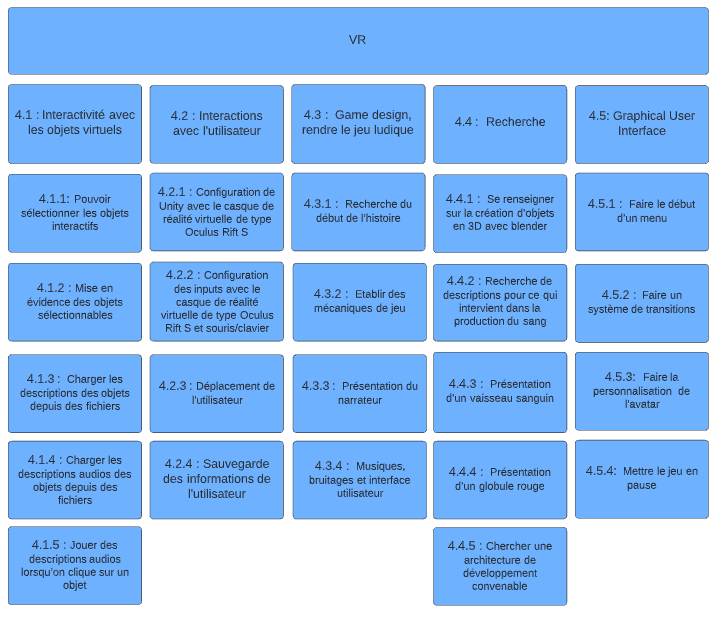 VR
4.1 : Interactivité avec
les objets virtuels
4.2 : Interactions
avec l'utilisateur
4.3 : Game design,
rendre le jeu ludique
4.4 : Recherche
4.5: Graphical User
Interface
4.1.1: Pouvoir
sélectionner les objets
interactifs
4.2.1 : Configuration de
Unity avec le casque de
réalité virtuelle de type
Oculus Rift S
4.3.1 : Recherche du
début de l'histoire
4.4.1 : Se renseigner
sur la création d'objets
en 3D avec blender
4.5.1 : Faire le début
d'un menu
4.1.2 : Mise en
évidence des objets
sélectionnables
4.2.2 : Configuration
des inputs avec le
casque de réalité
virtuelle de type Oculus
Rift S et souris/clavier
4.3.2 : Etablir des
mécaniques de jeu
4.4.2 : Recherche de
descriptions pour ce qui
intervient dans la
production du sang
4.5.2 : Faire un
système de transitions
4.1.3 : Charger les
descriptions des objets
depuis des fichiers
4.2.3 : Déplacement de
l'utilisateur
4.3.3 : Présentation du
narrateur
4.4.3 : Présentation
d'un vaisseau sanguin
4.5.3: Faire la
personnalisation de
l'avatar
4.1.4 : Charger les
descriptions audios des
objets depuis des
fichiers
4.2.4 : Sauvegarde
des informations de
l'utilisateur
4.3.4 : Musiques,
bruitages et interface
utilisateur
4.4.4 : Présentation
d'un globule rouge
4.5.4: Mettre le jeu en
pause
4.1.5 : Jouer des
descriptions audios
lorsqu'on clique sur un
objet
4.4.5 : Chercher une
architecture de
développement
convenable